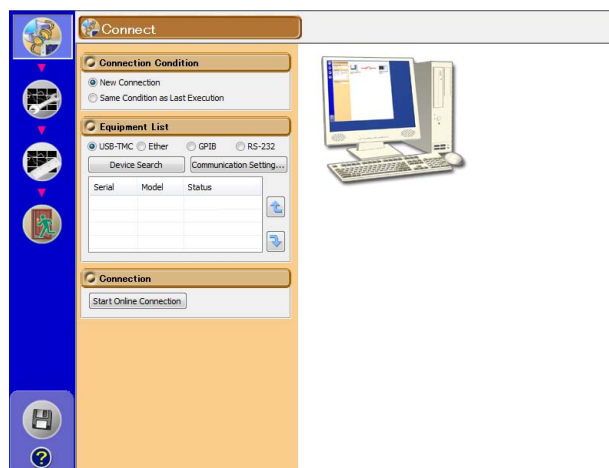 Connect
Connection Condition
New Connection
Same Condition as Last Execution
Equipment List
USB-TMC Ether GPIB RS-232
Device Search Communication Setting...
Serial Model Status
Connection
Start Online Connection
?